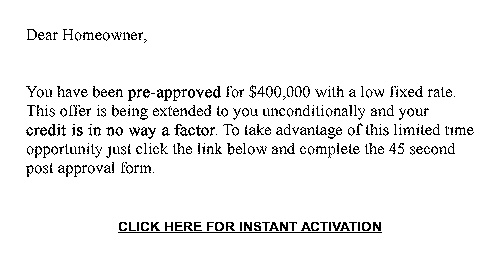 Dear Homeowner,
You have been pre-approved for $400,000 with a low fixed rate.
This offer is being extended to you unconditionally and your
credit is in no way a factor. To take advantage of this limited time
opportunity just click the link below and complete the 45 second
post approval form.
CLICK HERE FOR INSTANT ACTIVATION